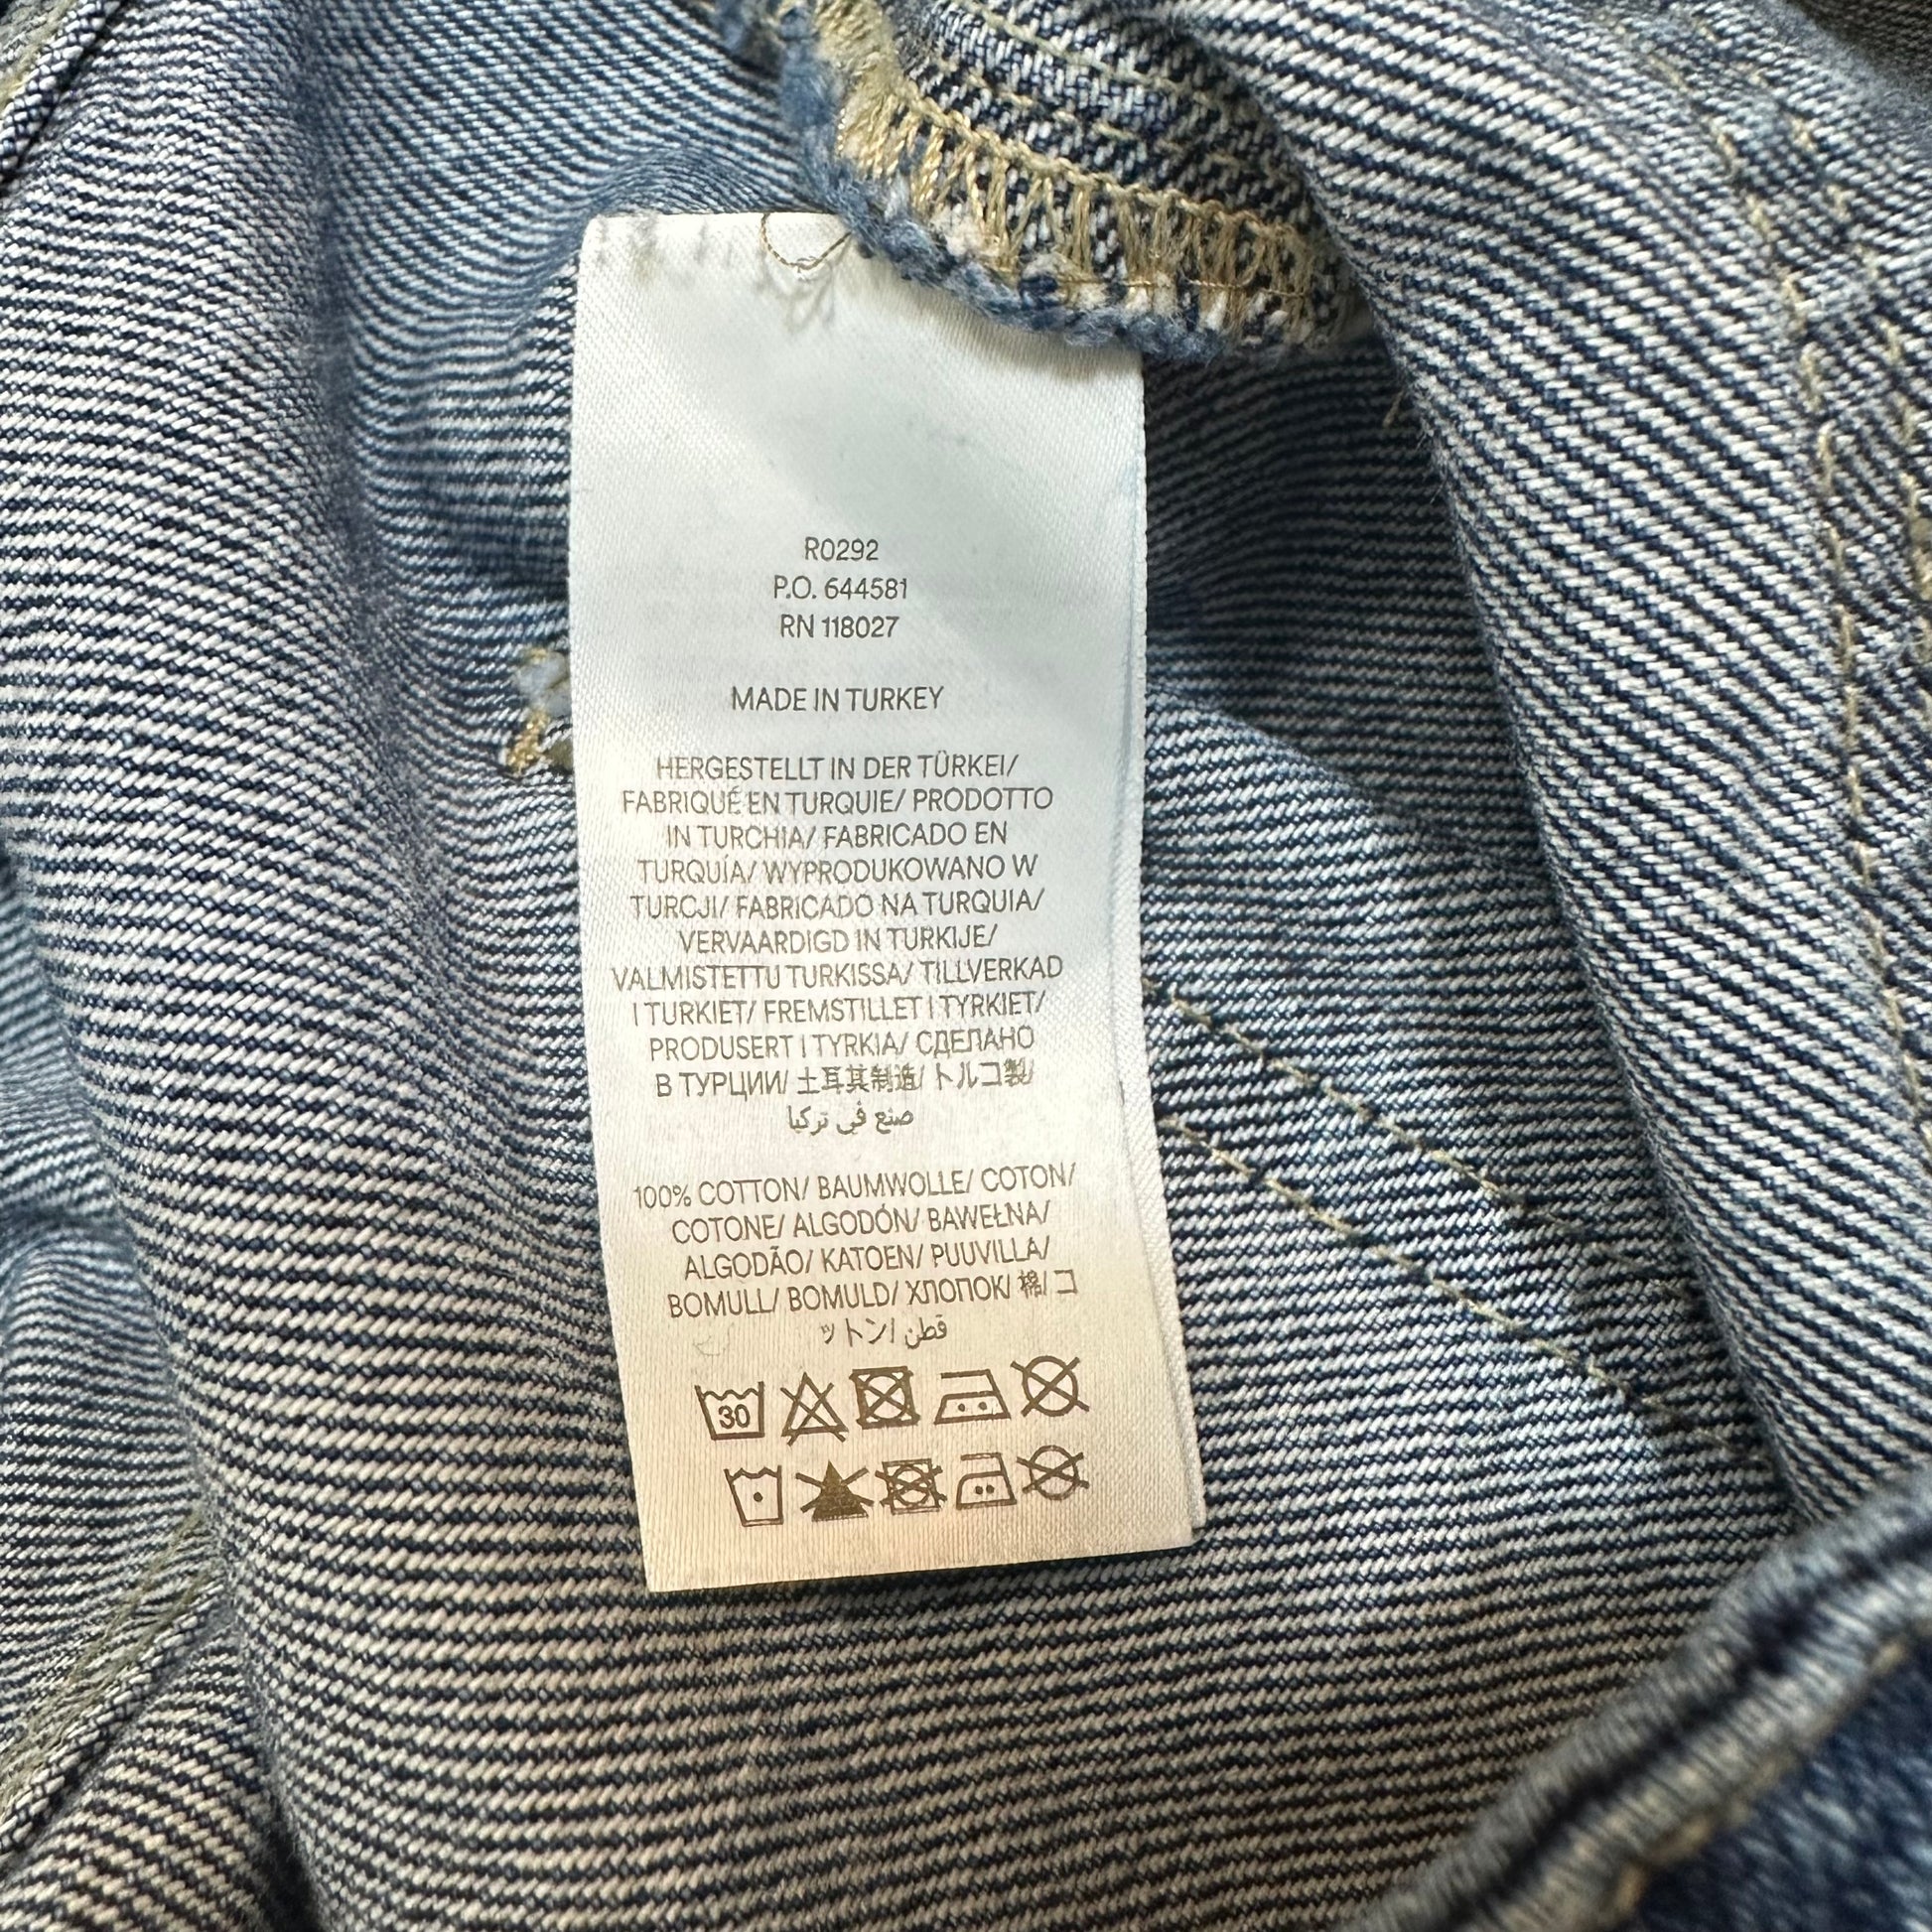 R0292
P.O. 644581
RN 118027
MADE IN TURKEY
HERGESTELLT IN DER TÜRKEI/
FABRIQUÉ EN TURQUIE/ PRODOTTO
IN TURCHIA/ FABRICADO EN
TURQUÍA/ WYPRODUKOWANO W
TURCJI/ FABRICADO NA TURQUIA/
VERVAARDIGD IN TURKIJE/
VALMISTETTU TURKISSA/ TILLVERKAD
I TURKIET/ FREMSTILLET I TYRKIET/
PRODUSERT I TYRKIA/ СДЕЛАНО
В ТУРЦИИ/ 土耳其制造/ トルコ製/
صنع في تركيا
100% COTTON/ BAUMWOLLE/ COTON/
COTONE/ ALGODÓN/ BAWEŁNA/
ALGODÃO/ KATOEN/ PUUVILLA/
BOMULL/ BOMULD/ ХЛОПОК/ 棉/ コ
ットン/ قطن
30